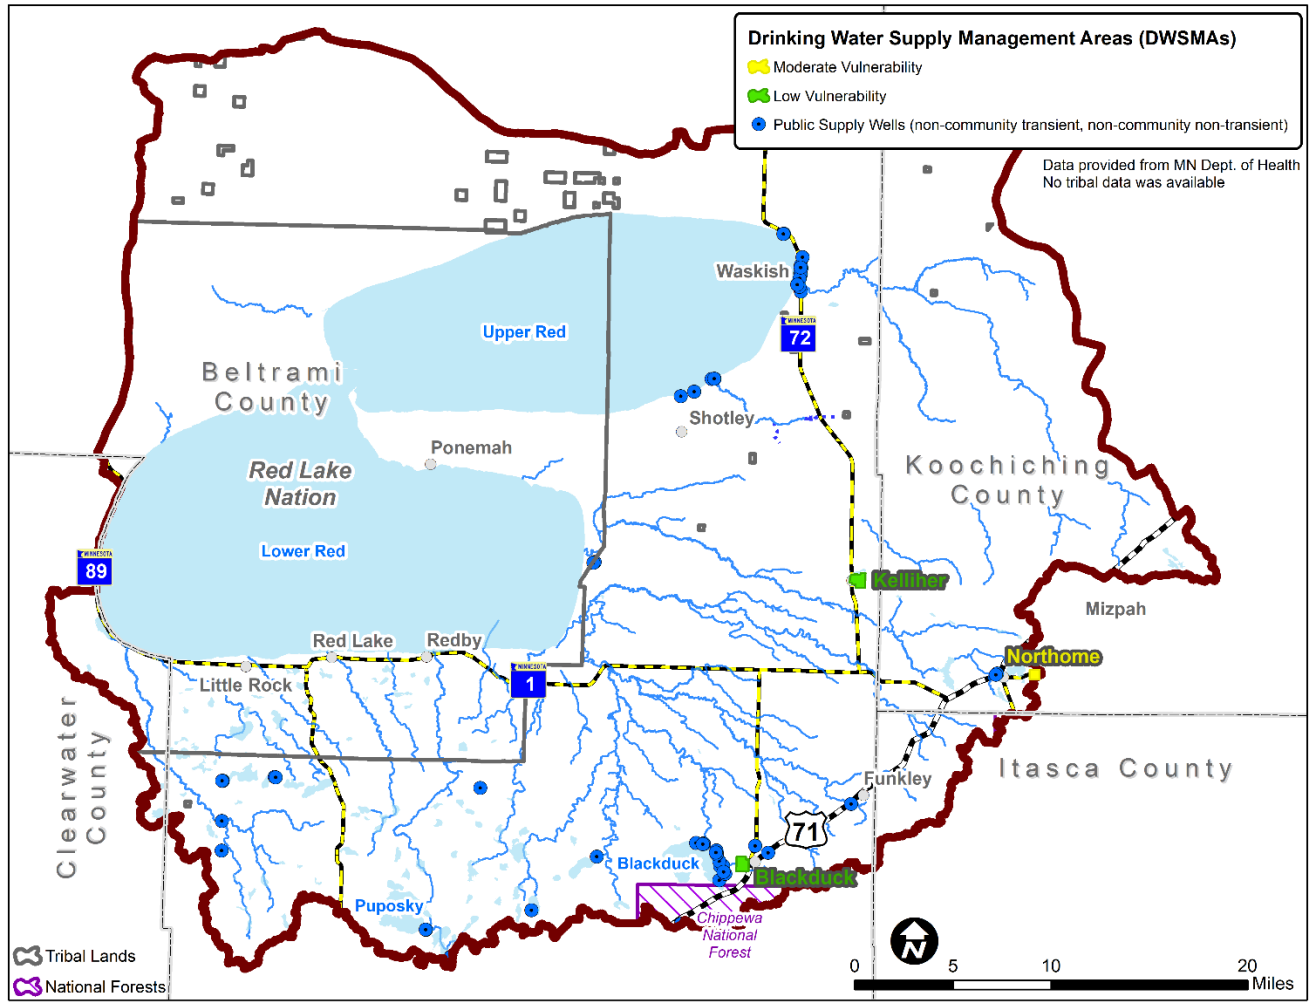 Drinking Water Supply Management Areas (DWSMAs)
Moderate Vulnerability
Low Vulnerability
Public Supply Wells (non-community transient, non-community non-transient)
Data provided from MN Dept. of Health
No tribal data was available
Waskish
Upper Red
MINNESOTA
72
Beltrami
County
Shotley
Ponemah
Red Lake
Nation
Koochiching
County
Lower Red
MINNESOTA
89
Kelliher
Mizpah
Red Lake
Redby
Northome
Little Rock
MINNESOTA
1
Clearwater
County
Itasca County
Funkley
71
Blackduck
Blackduck
Puposky
Chippewa
National
Forest
Tribal Lands
National Forests
N
0
5
10
20
Miles